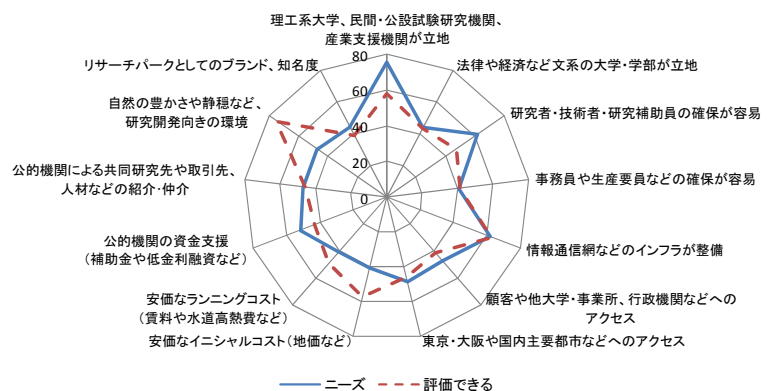 理工系大学、民間・公設試験研究機関、
産業支援機関が立地
法律や経済など文系の大学・学部が立地
研究者・技術者・研究補助員の確保が容易
事務員や生産要員などの確保が容易
情報通信網などのインフラが整備
顧客や他大学・事業所、行政機関などへの
アクセス
東京・大阪や国内主要都市などへのアクセス
安価なイニシャルコスト(地価など)
安価なランニングコスト
(賃料や水道高熱費など)
公的機関の資金支援
(補助金や低金利融資など)
公的機関による共同研究先や取引先、
人材などの紹介・仲介
自然の豊かさや静穏など、
研究開発向きの環境
リサーチパークとしてのブランド、知名度
80
60
40
20
0
ニーズ
評価できる